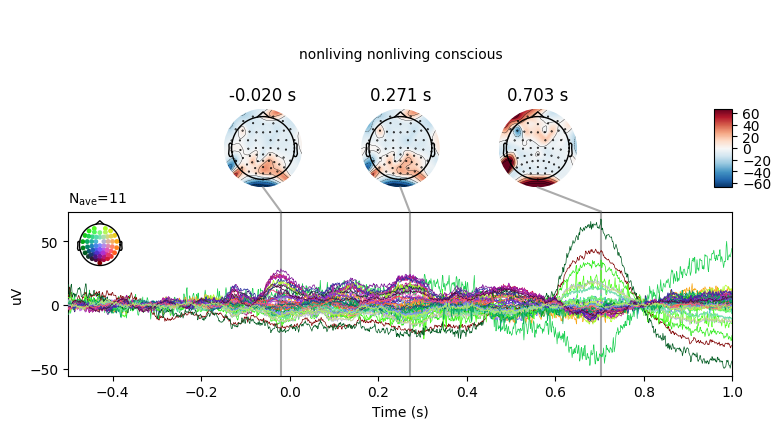 nonliving nonliving conscious
-0.020 s 0.271 s 0.703 s
60
40
20
0
−20
−40
−60
Nave=11
50
0
−50
uV
−0.4 −0.2 0.0 0.2 0.4 0.6 0.8 1.0
Time (s)